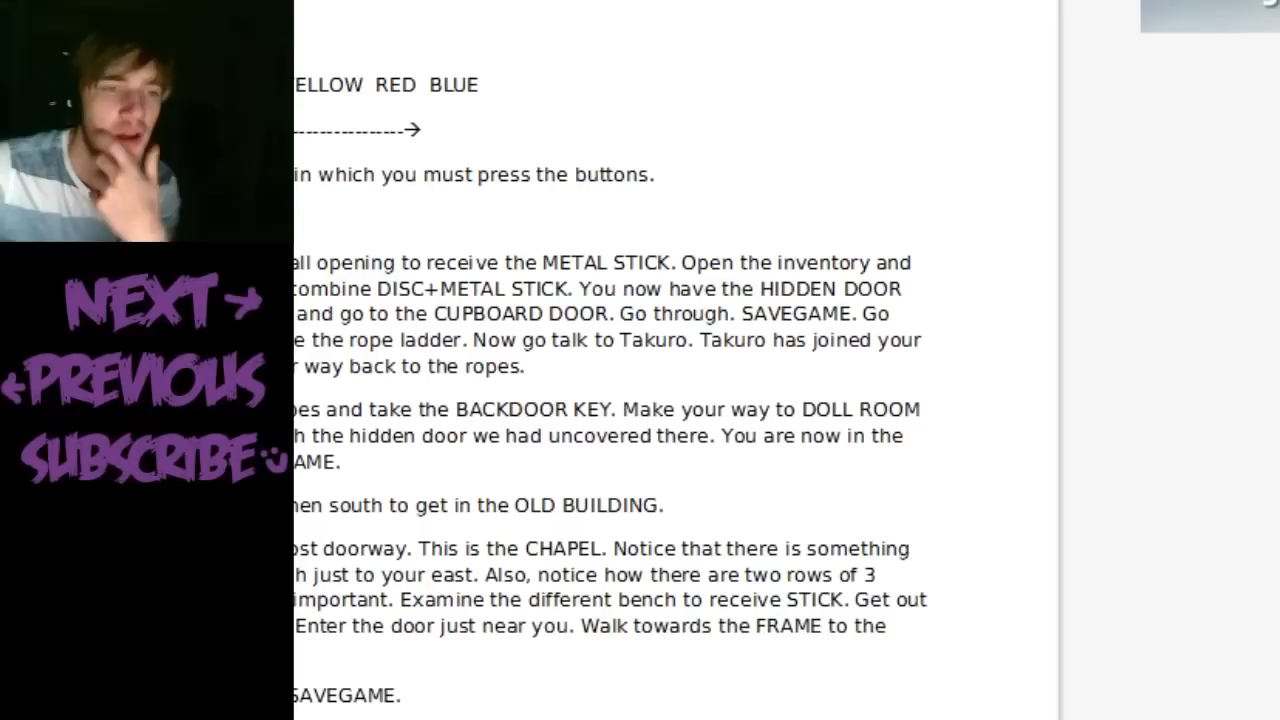 ELLOW RED BLUE
----------------→
in which you must press the buttons.
all opening to receive the METAL STICK. Open the inventory and
combine DISC+METAL STICK. You now have the HIDDEN DOOR
and go to the CUPBOARD DOOR. Go through. SAVEGAME. Go
e the rope ladder. Now go talk to Takuro. Takuro has joined your
r way back to the ropes.
pes and take the BACKDOOR KEY. Make your way to DOLL ROOM
h the hidden door we had uncovered there. You are now in the
AME.
hen south to get in the OLD BUILDING.
ost doorway. This is the CHAPEL. Notice that there is something
h just to your east. Also, notice how there are two rows of 3
important. Examine the different bench to receive STICK. Get out
Enter the door just near you. Walk towards the FRAME to the
SAVEGAME.
NEXT →
← PREVIOUS
SUBSCRIBE